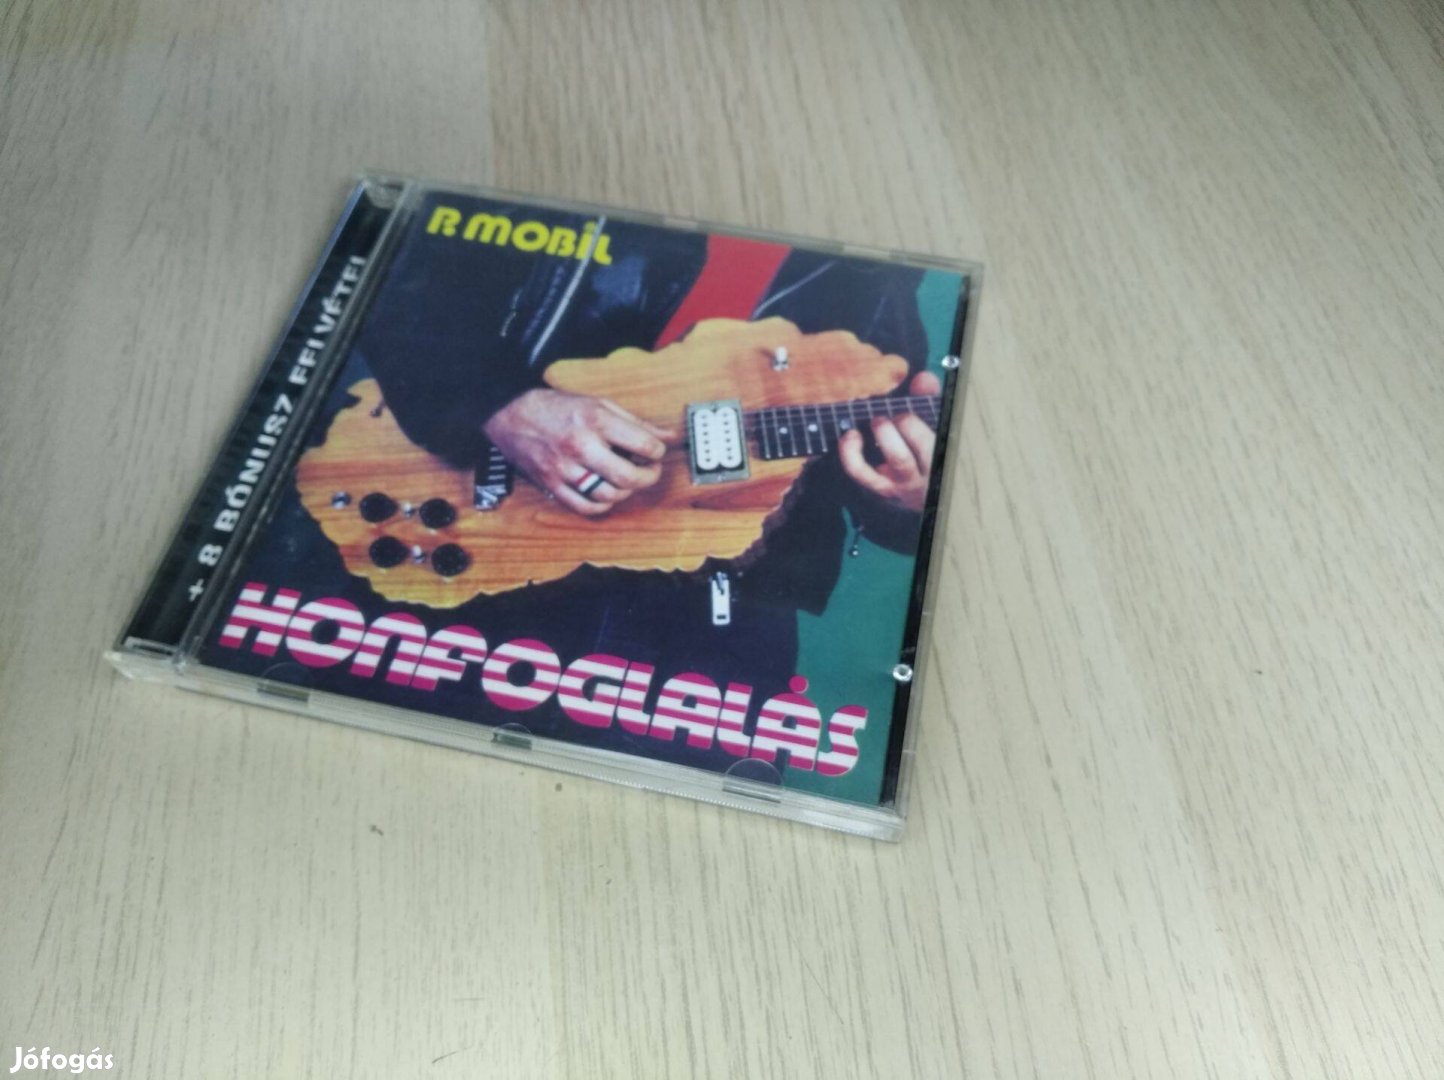 P. MOBIL
+ 8 BÓNUSZ FELVÉTEL
HONFOGLALÁS
Jófogás